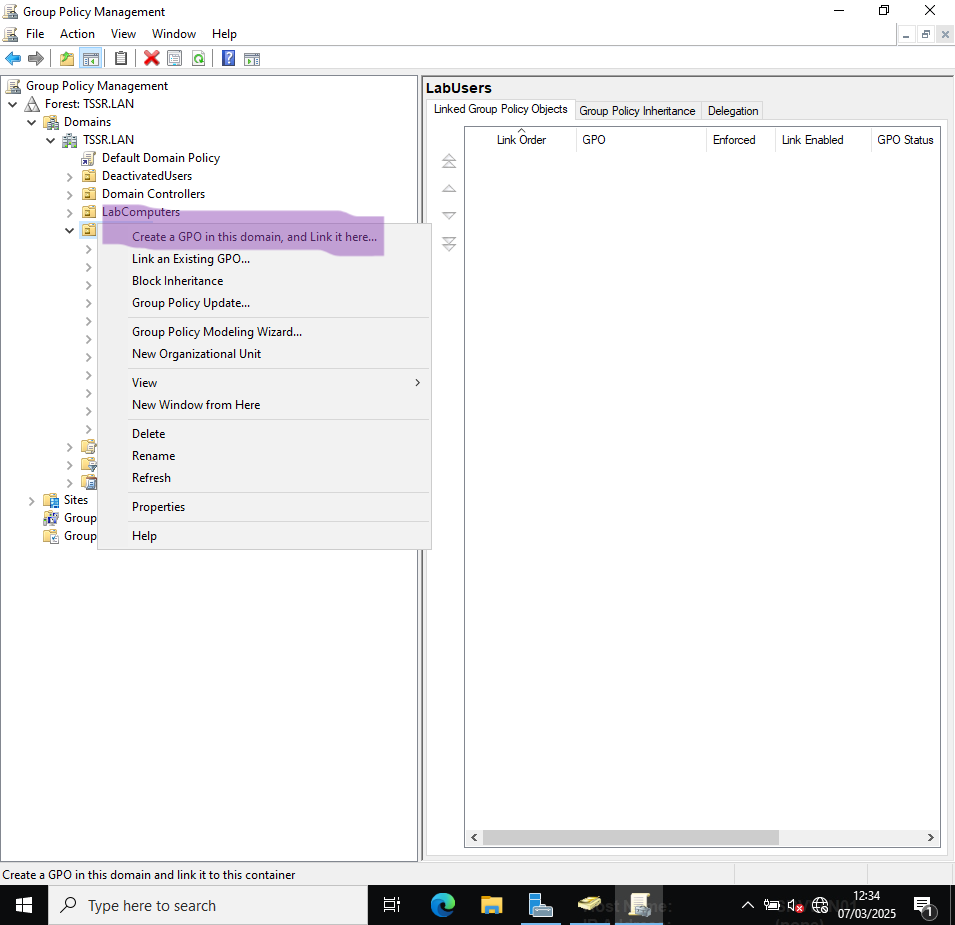 Group Policy Management
File Action View Window Help
Group Policy Management
Forest: TSSR.LAN
Domains
TSSR.LAN
Default Domain Policy
DeactivatedUsers
Domain Controllers
LabComputers
Create a GPO in this domain, and Link it here...
Link an Existing GPO...
Block Inheritance
Group Policy Update...
Group Policy Modeling Wizard...
New Organizational Unit
View
New Window from Here
Delete
Rename
Refresh
Properties
Help
Sites
Group
Group
LabUsers
Linked Group Policy Objects Group Policy Inheritance Delegation
Link Order GPO Enforced Link Enabled GPO Status
Create a GPO in this domain and link it to this container
Type here to search
12:34
07/03/2025
1